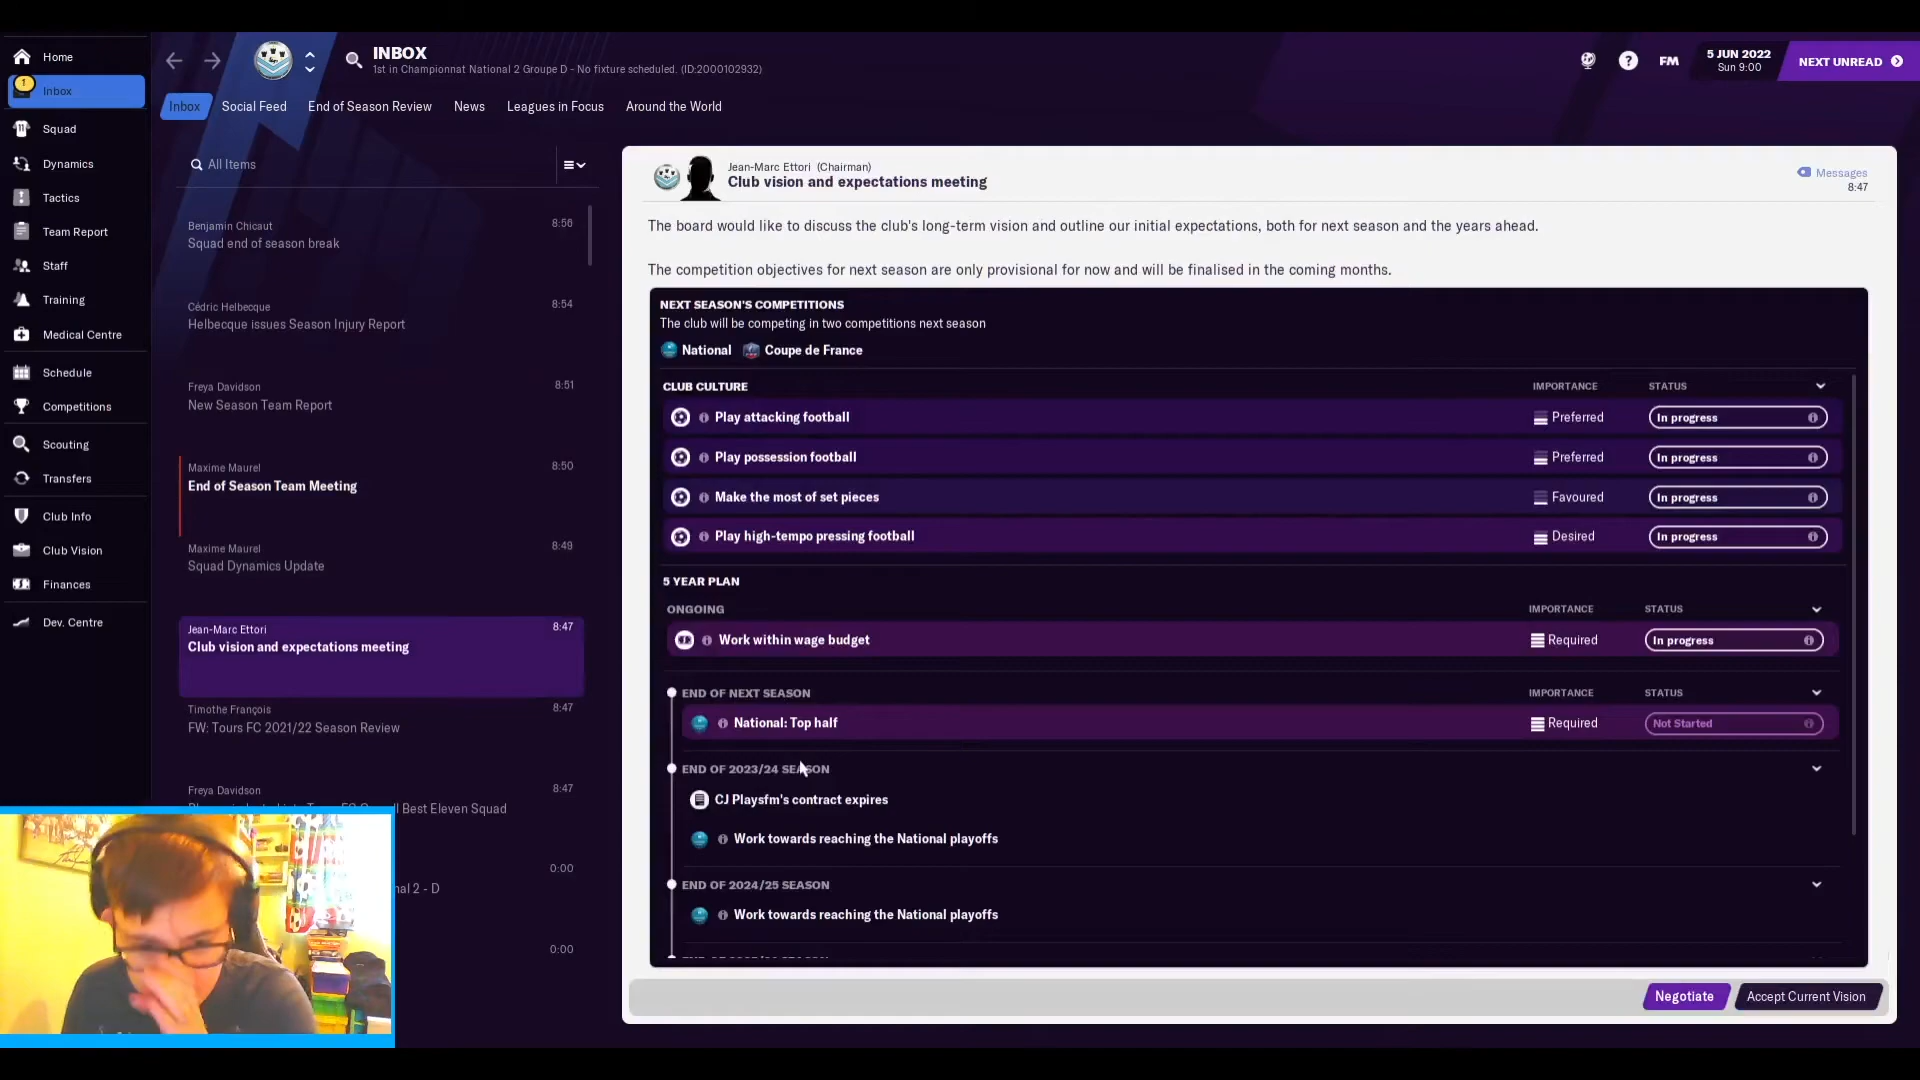 Home
Inbox
1
Squad
Dynamics
Tactics
Team Report
Staff
Training
Medical Centre
Schedule
Competitions
Scouting
Transfers
Club Info
Club Vision
Finances
Dev. Centre
INBOX
1st in Championnat National 2 Groupe D - No fixture scheduled. (ID:2000102932)
FM
5 JUN 2022
Sun 9:00
NEXT UNREAD
Inbox
Social Feed
End of Season Review
News
Leagues in Focus
Around the World
All Items
Benjamin Chicaut
8:56
Squad end of season break
Cédric Helbecque
8:54
Helbecque issues Season Injury Report
Freya Davidson
8:51
New Season Team Report
Maxime Maurel
8:50
End of Season Team Meeting
Maxime Maurel
8:49
Squad Dynamics Update
Jean-Marc Ettori
8:47
Club vision and expectations meeting
Timothe François
8:47
FW: Tours FC 2021/22 Season Review
Freya Davidson
8:47
Best Eleven Squad
0:00
nal 2 - D
0:00
Jean-Marc Ettori (Chairman)
Club vision and expectations meeting
Messages
8:47
The board would like to discuss the club's long-term vision and outline our initial expectations, both for next season and the years ahead.
The competition objectives for next season are only provisional for now and will be finalised in the coming months.
NEXT SEASON'S COMPETITIONS
The club will be competing in two competitions next season
National
Coupe de France
CLUB CULTURE IMPORTANCE STATUS
Play attacking football Preferred In progress
Play possession football Preferred In progress
Make the most of set pieces Favoured In progress
Play high-tempo pressing football Desired In progress
5 YEAR PLAN
ONGOING IMPORTANCE STATUS
Work within wage budget Required In progress
END OF NEXT SEASON IMPORTANCE STATUS
National: Top half Required Not Started
END OF 2023/24 SEASON
CJ Playsfm's contract expires
Work towards reaching the National playoffs
END OF 2024/25 SEASON
Work towards reaching the National playoffs
Negotiate
Accept Current Vision